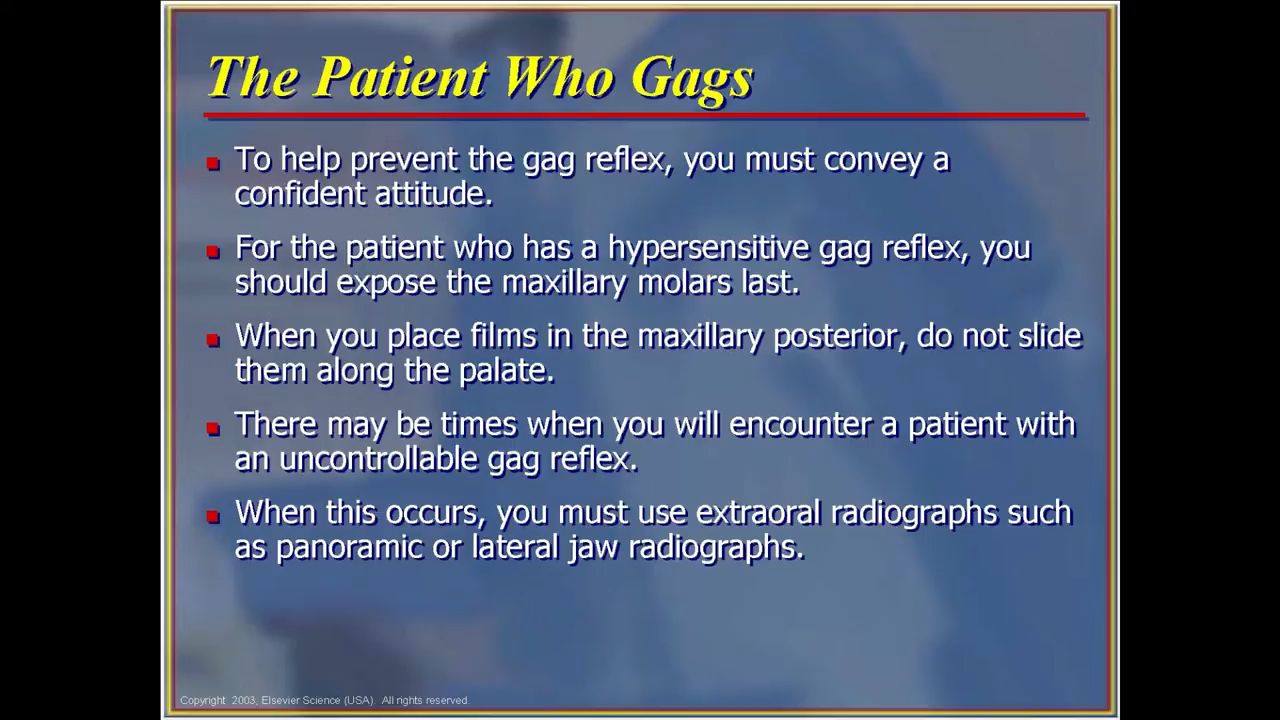 The Patient Who Gags
To help prevent the gag reflex, you must convey a
confident attitude.
For the patient who has a hypersensitive gag reflex, you
should expose the maxillary molars last.
When you place films in the maxillary posterior, do not slide
them along the palate.
There may be times when you will encounter a patient with
an uncontrollable gag reflex.
When this occurs, you must use extraoral radiographs such
as panoramic or lateral jaw radiographs.
Copyright 2003, Elsevier Science (USA). All rights reserved.